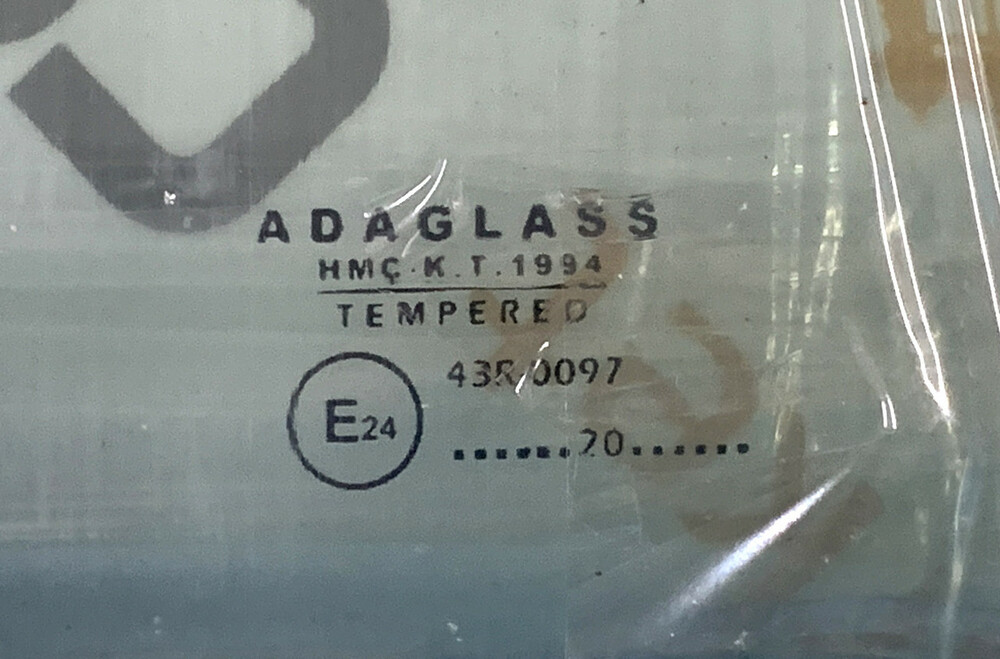 ADAGLASS
HMÇ.K.T.1994
TEMPERED
43R-0097
E24
.......20.......